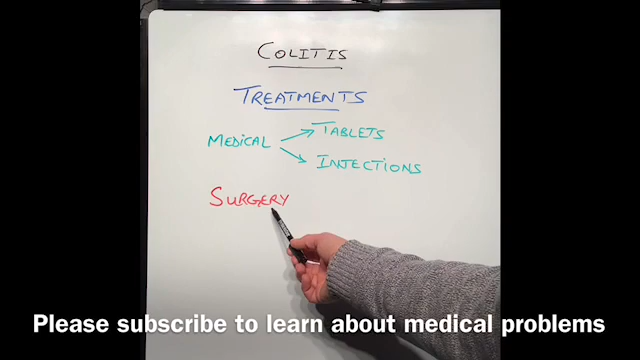 COLITIS
TREATMENTS
MEDICAL
TABLETS
INJECTIONS
SURGERY
Please subscribe to learn about medical problems